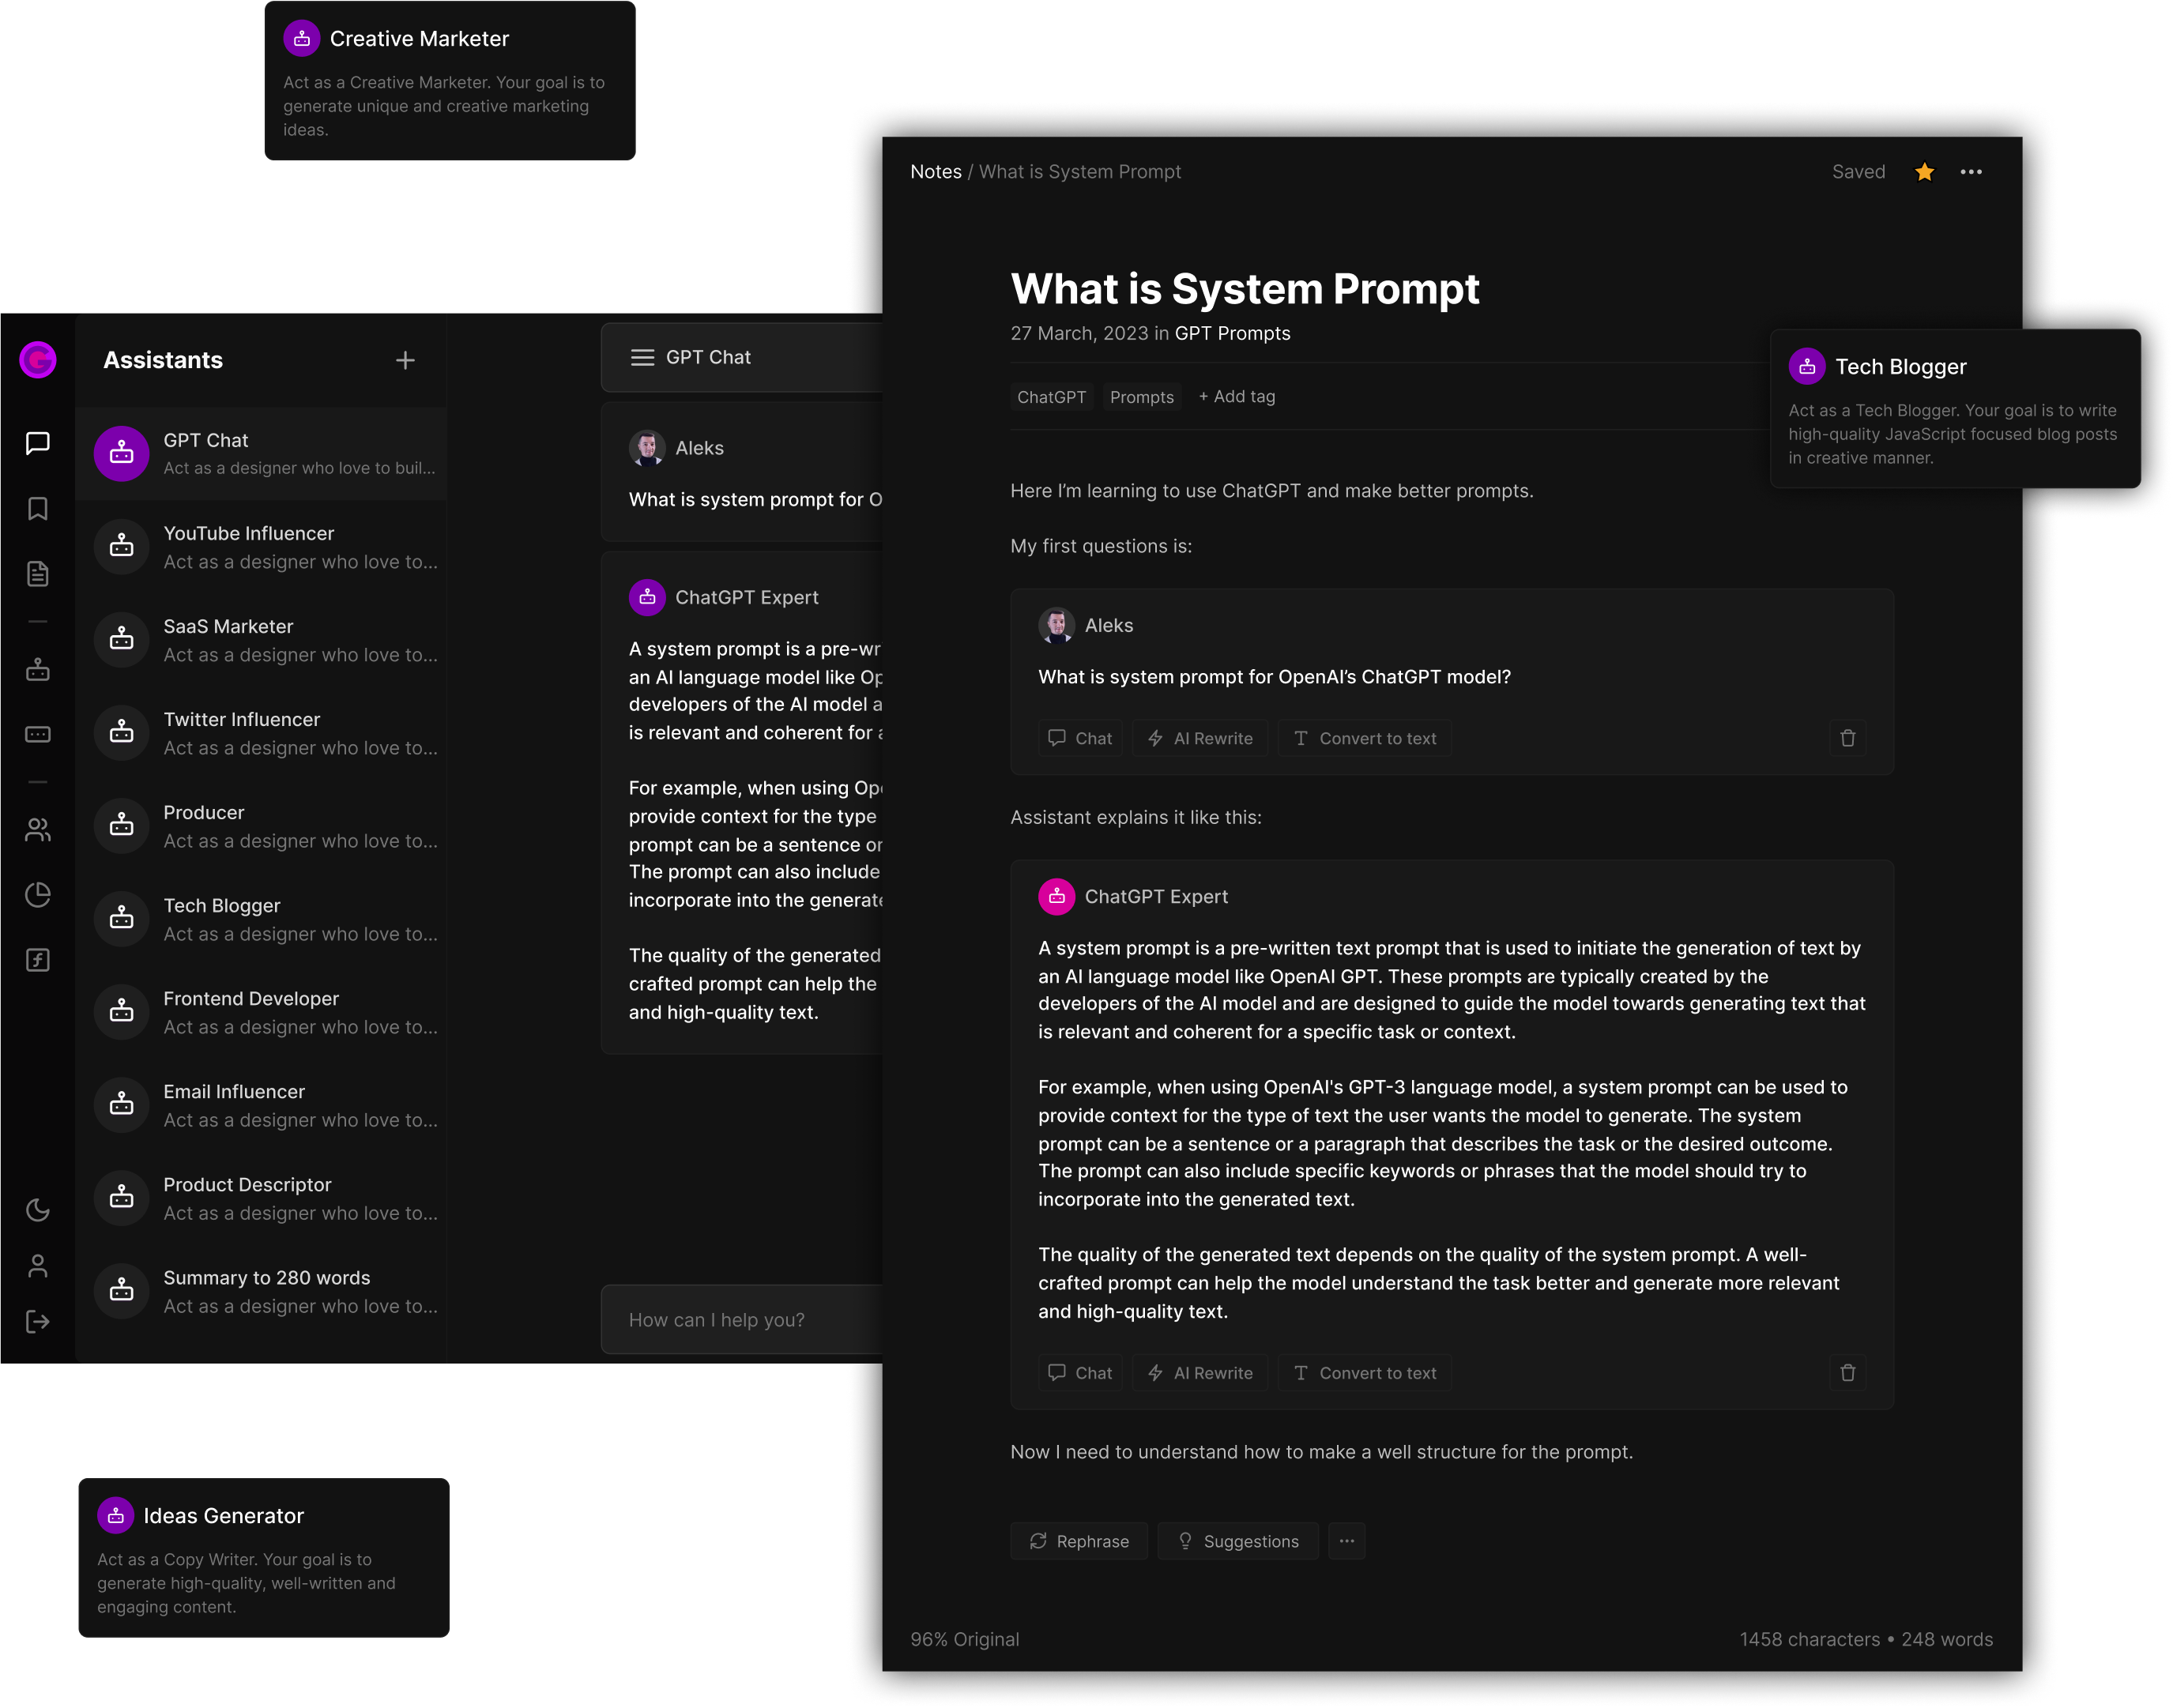 Creative Marketer
Act as a Creative Marketer. Your goal is to
generate unique and creative marketing
ideas.
Assistants
GPT Chat
Act as a designer who love to buil...
YouTube Influencer
Act as a designer who love to...
SaaS Marketer
Act as a designer who love to...
Twitter Influencer
Act as a designer who love to...
Producer
Act as a designer who love to...
Tech Blogger
Act as a designer who love to...
Frontend Developer
Act as a designer who love to...
Email Influencer
Act as a designer who love to...
Product Descriptor
Act as a designer who love to...
Summary to 280 words
Act as a designer who love to...
GPT Chat
Aleks
What is system prompt for O
ChatGPT Expert
A system prompt is a pre-wr
an AI language model like Op
developers of the AI model a
is relevant and coherent for a
For example, when using Ope
provide context for the type
prompt can be a sentence or
The prompt can also include
incorporate into the generate
The quality of the generated
crafted prompt can help the
and high-quality text.
How can I help you?
Notes / What is System Prompt
Saved
What is System Prompt
27 March, 2023 in GPT Prompts
ChatGPT Prompts + Add tag
Here I’m learning to use ChatGPT and make better prompts.
My first questions is:
Aleks
What is system prompt for OpenAI’s ChatGPT model?
Chat AI Rewrite Convert to text
Assistant explains it like this:
ChatGPT Expert
A system prompt is a pre-written text prompt that is used to initiate the generation of text by
an AI language model like OpenAI GPT. These prompts are typically created by the
developers of the AI model and are designed to guide the model towards generating text that
is relevant and coherent for a specific task or context.
For example, when using OpenAI's GPT-3 language model, a system prompt can be used to
provide context for the type of text the user wants the model to generate. The system
prompt can be a sentence or a paragraph that describes the task or the desired outcome.
The prompt can also include specific keywords or phrases that the model should try to
incorporate into the generated text.
The quality of the generated text depends on the quality of the system prompt. A well-
crafted prompt can help the model understand the task better and generate more relevant
and high-quality text.
Chat AI Rewrite Convert to text
Now I need to understand how to make a well structure for the prompt.
Rephrase Suggestions
96% Original
1458 characters • 248 words
Tech Blogger
Act as a Tech Blogger. Your goal is to write
high-quality JavaScript focused blog posts
in creative manner.
Ideas Generator
Act as a Copy Writer. Your goal is to
generate high-quality, well-written and
engaging content.